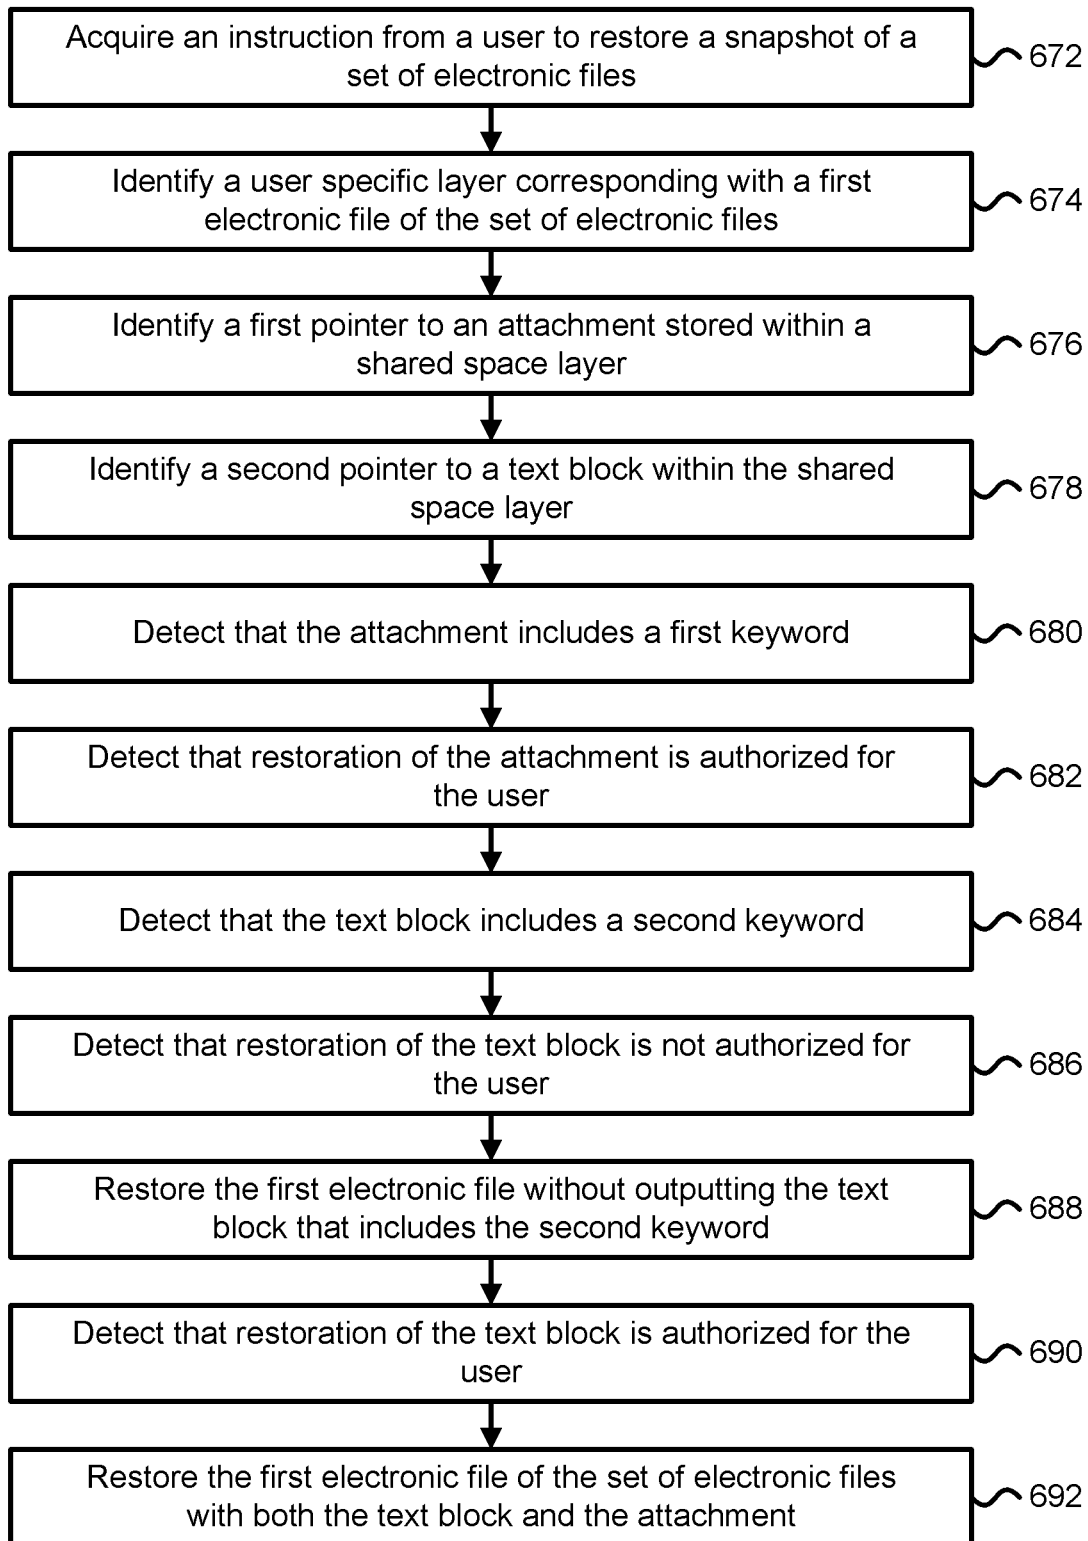 Acquire an instruction from a user to restore a snapshot of a
set of electronic files
672
Identify a user specific layer corresponding with a first
electronic file of the set of electronic files
674
Identify a first pointer to an attachment stored within a
shared space layer
676
Identify a second pointer to a text block within the shared
space layer
678
Detect that the attachment includes a first keyword
680
Detect that restoration of the attachment is authorized for
the user
682
Detect that the text block includes a second keyword
684
Detect that restoration of the text block is not authorized for
the user
686
Restore the first electronic file without outputting the text
block that includes the second keyword
688
Detect that restoration of the text block is authorized for the
user
690
Restore the first electronic file of the set of electronic files
with both the text block and the attachment
692